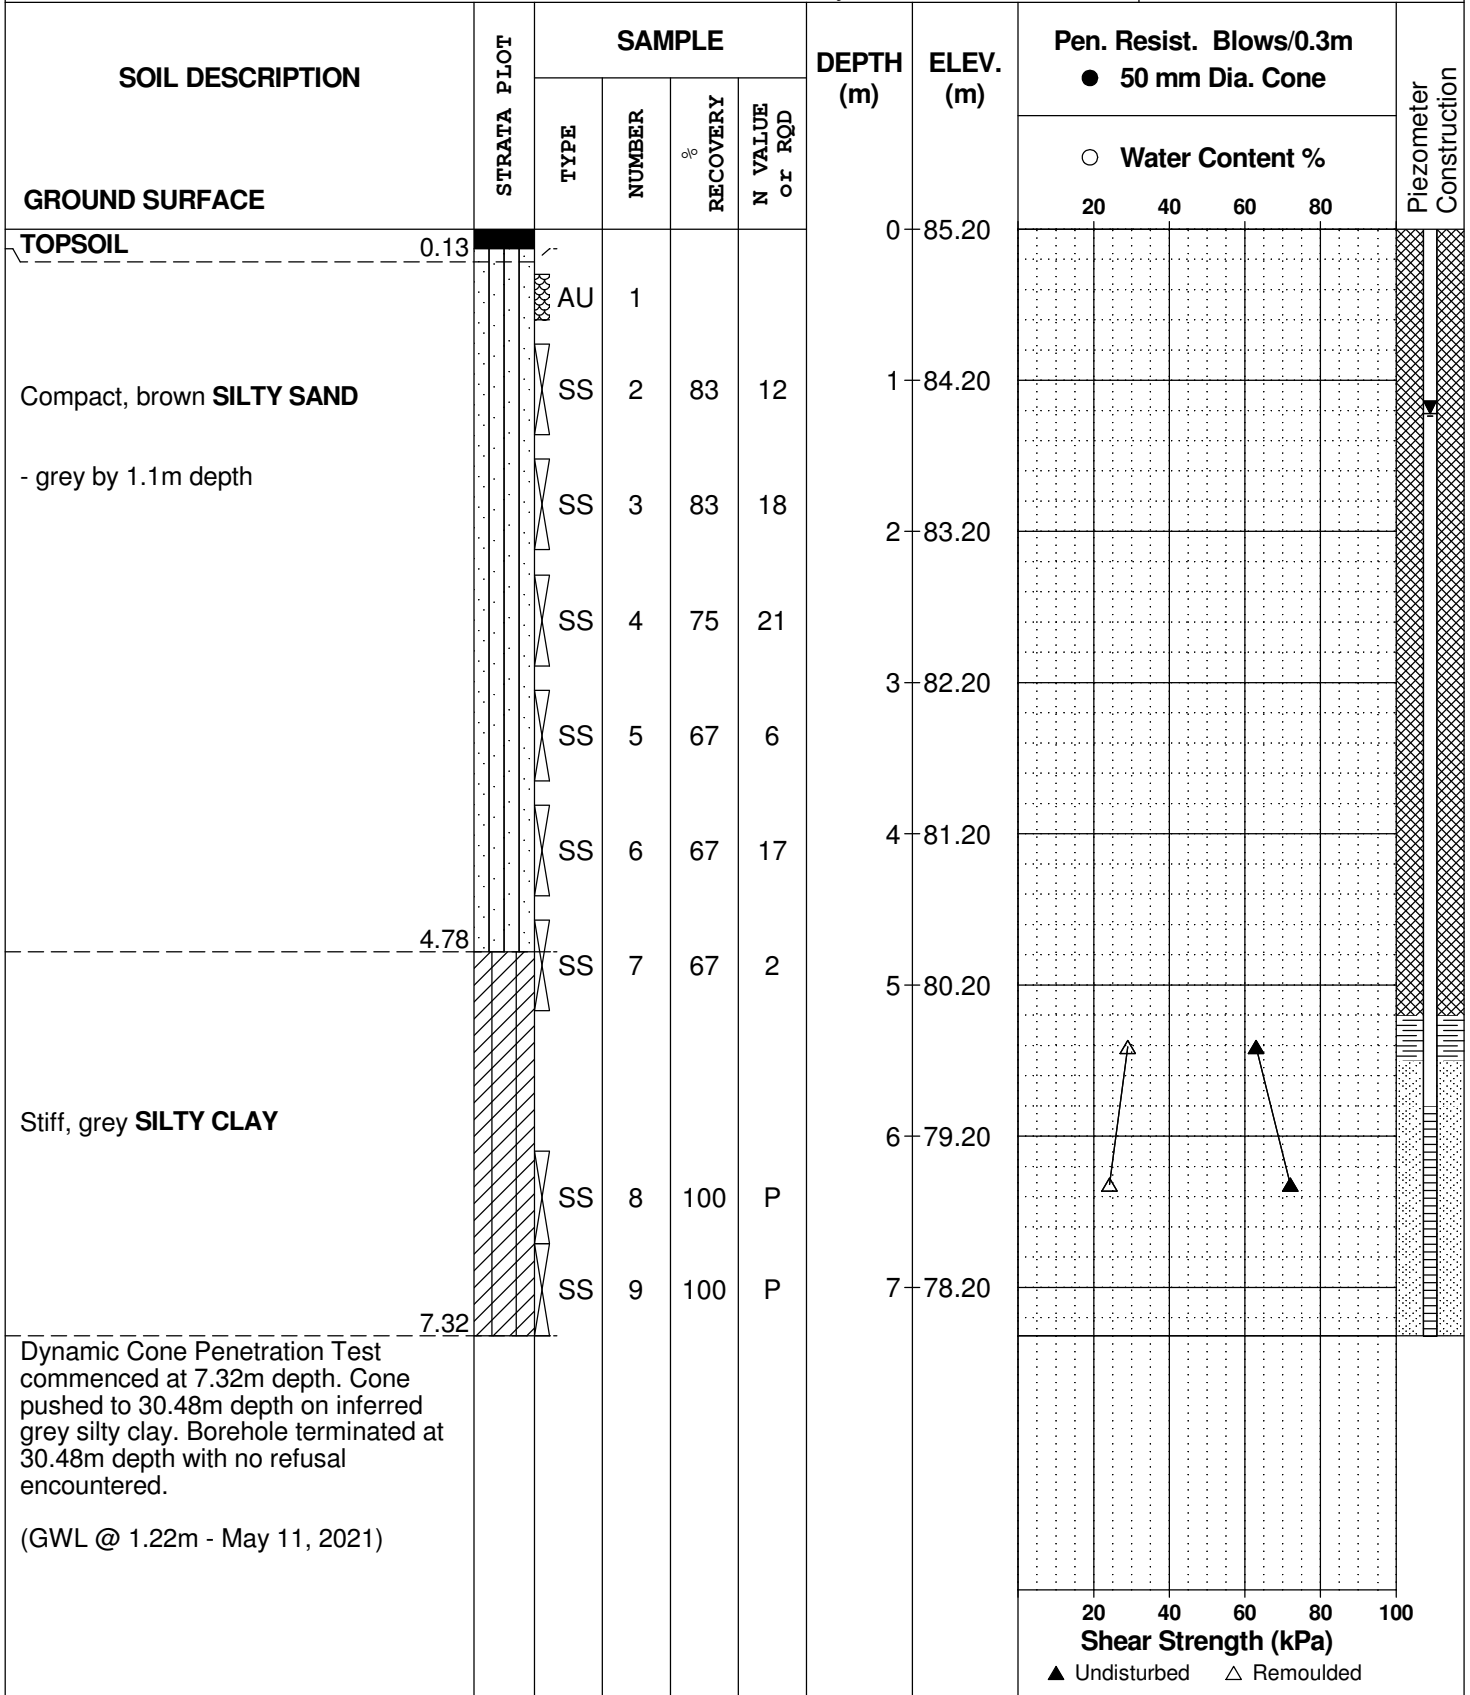 SOIL DESCRIPTION
GROUND SURFACE
STRATA PLOT
SAMPLE
TYPE
NUMBER
% RECOVERY
N VALUE or RQD
DEPTH (m)
ELEV. (m)
Pen. Resist. Blows/0.3m
● 50 mm Dia. Cone
○ Water Content %
20 40 60 80
Piezometer Construction
0 85.20
TOPSOIL 0.13
AU 1
Compact, brown SILTY SAND
SS 2 83 12
1 84.20
- grey by 1.1m depth
SS 3 83 18
2 83.20
SS 4 75 21
3 82.20
SS 5 67 6
4 81.20
SS 6 67 17
4.78
SS 7 67 2
5 80.20
Stiff, grey SILTY CLAY
6 79.20
SS 8 100 P
SS 9 100 P
7 78.20
7.32
Dynamic Cone Penetration Test
commenced at 7.32m depth. Cone
pushed to 30.48m depth on inferred
grey silty clay. Borehole terminated at
30.48m depth with no refusal
encountered.
(GWL @ 1.22m - May 11, 2021)
20 40 60 80 100
Shear Strength (kPa)
▲ Undisturbed △ Remoulded